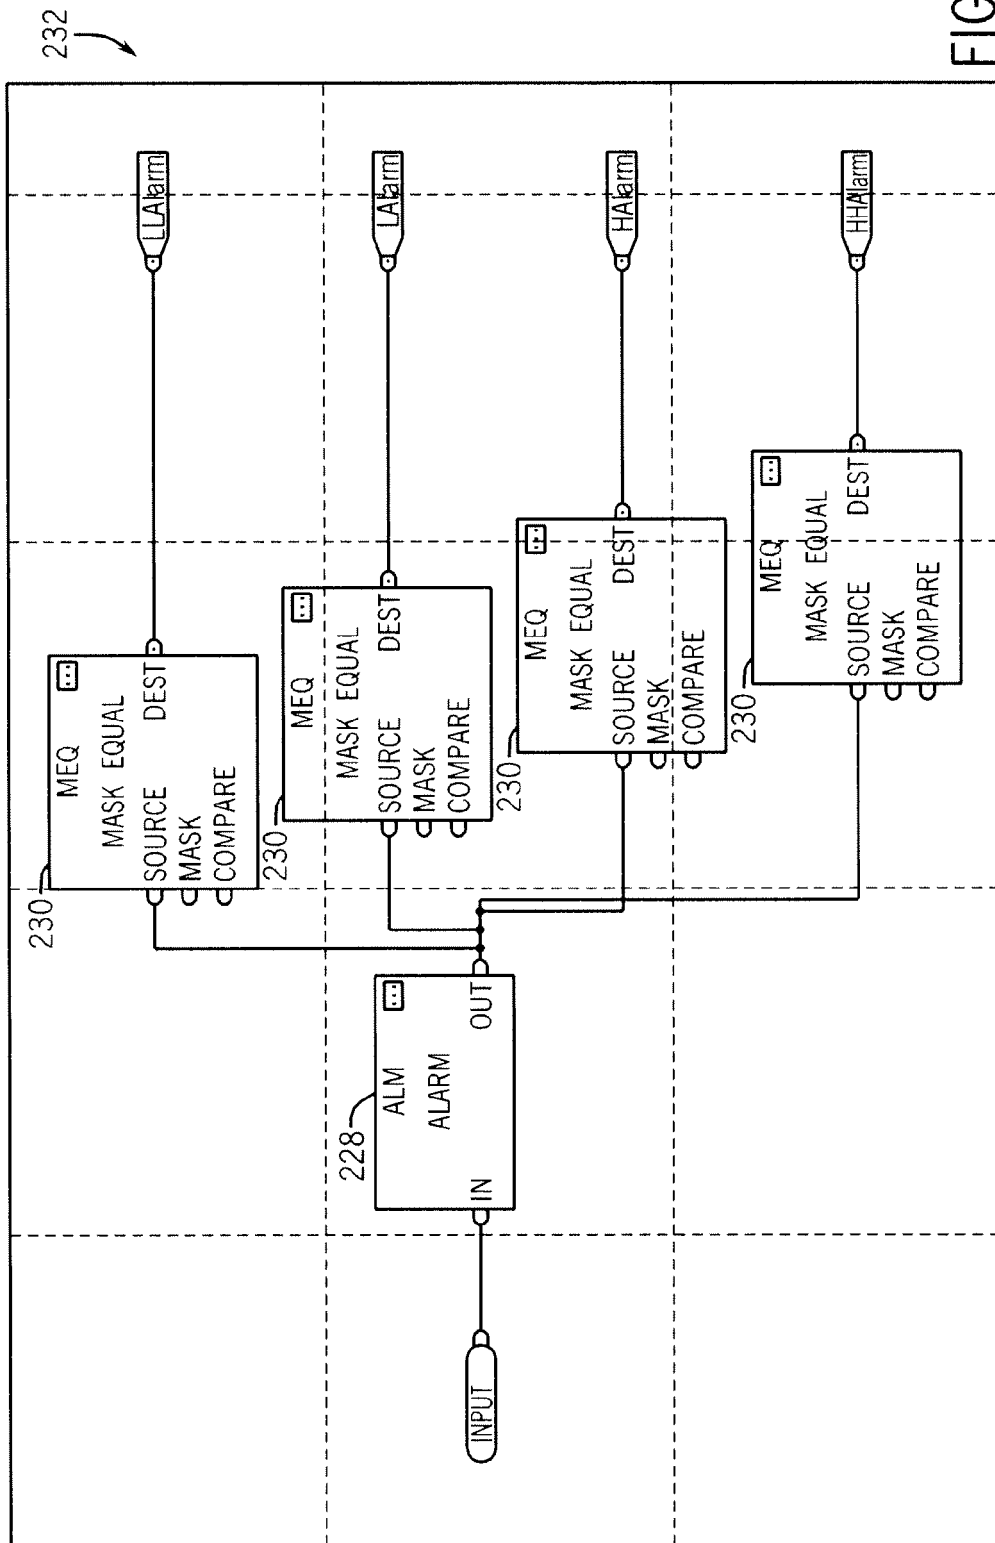 232
230
MEQ
MASK EQUAL
SOURCE DEST
MASK
COMPARE
LLAlarm
230
MEQ
MASK EQUAL
SOURCE DEST
MASK
COMPARE
LAlarm
228
ALM
ALARM
IN OUT
INPUT
230
MEQ
MASK EQUAL
SOURCE DEST
MASK
COMPARE
HAlarm
230
MEQ
MASK EQUAL
SOURCE DEST
MASK
COMPARE
HHAlarm
FIG